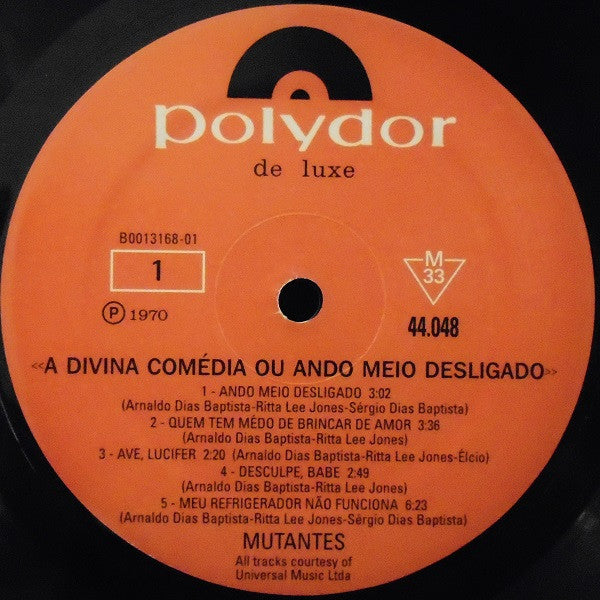 polydor
de luxe
B0013168-01
1
M
33
Ⓟ 1970
44.048
«A DIVINA COMÉDIA OU ANDO MEIO DESLIGADO»
1 - ANDO MEIO DESLIGADO 3:02
(Arnaldo Dias Baptista-Ritta Lee Jones-Sérgio Dias Baptista)
2 - QUEM TEM MÊDO DE BRINCAR DE AMOR 3:36
(Arnaldo Dias Baptista-Ritta Lee Jones)
3 - AVE, LUCIFER 2:20 (Arnaldo Dias Baptista-Ritta Lee Jones-Élcio)
4 - DESCULPE, BABE 2:49
(Arnaldo Dias Baptista-Ritta Lee Jones)
5 - MEU REFRIGERADOR NÃO FUNCIONA 6:23
(Arnaldo Dias Baptista-Ritta Lee Jones-Sérgio Dias Baptista)
MUTANTES
All tracks courtesy of
Universal Music Ltda